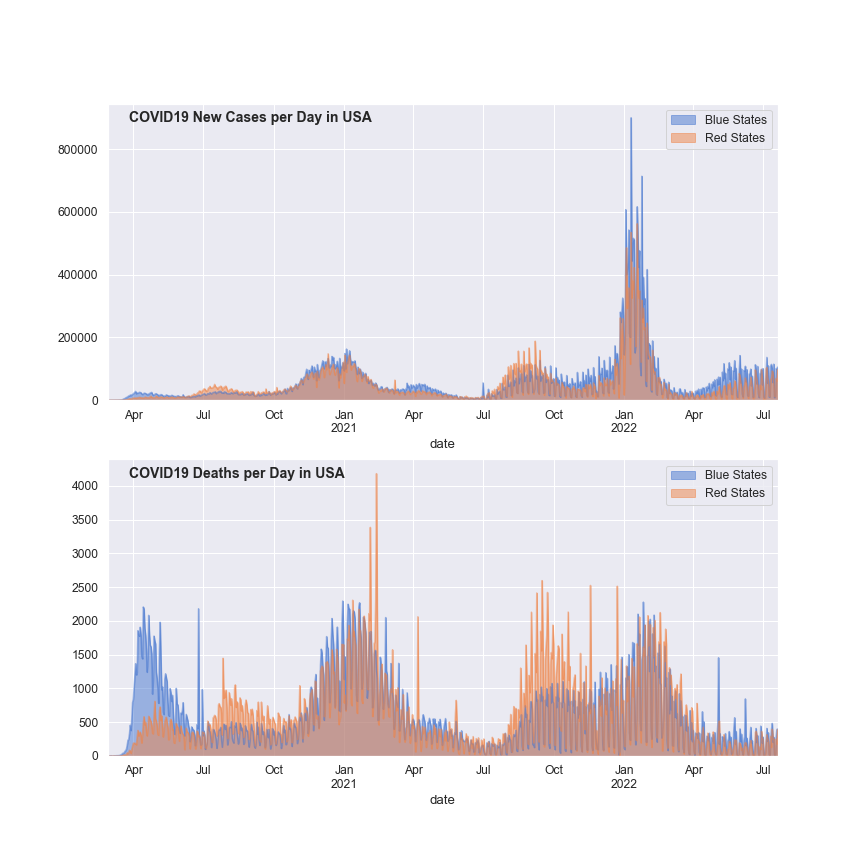 COVID19 New Cases per Day in USA
Blue States
Red States
800000
600000
400000
200000
0
Apr Jul Oct Jan Apr Jul Oct Jan Apr Jul
2021 2022
date
COVID19 Deaths per Day in USA
Blue States
Red States
4000
3500
3000
2500
2000
1500
1000
500
0
Apr Jul Oct Jan Apr Jul Oct Jan Apr Jul
2021 2022
date